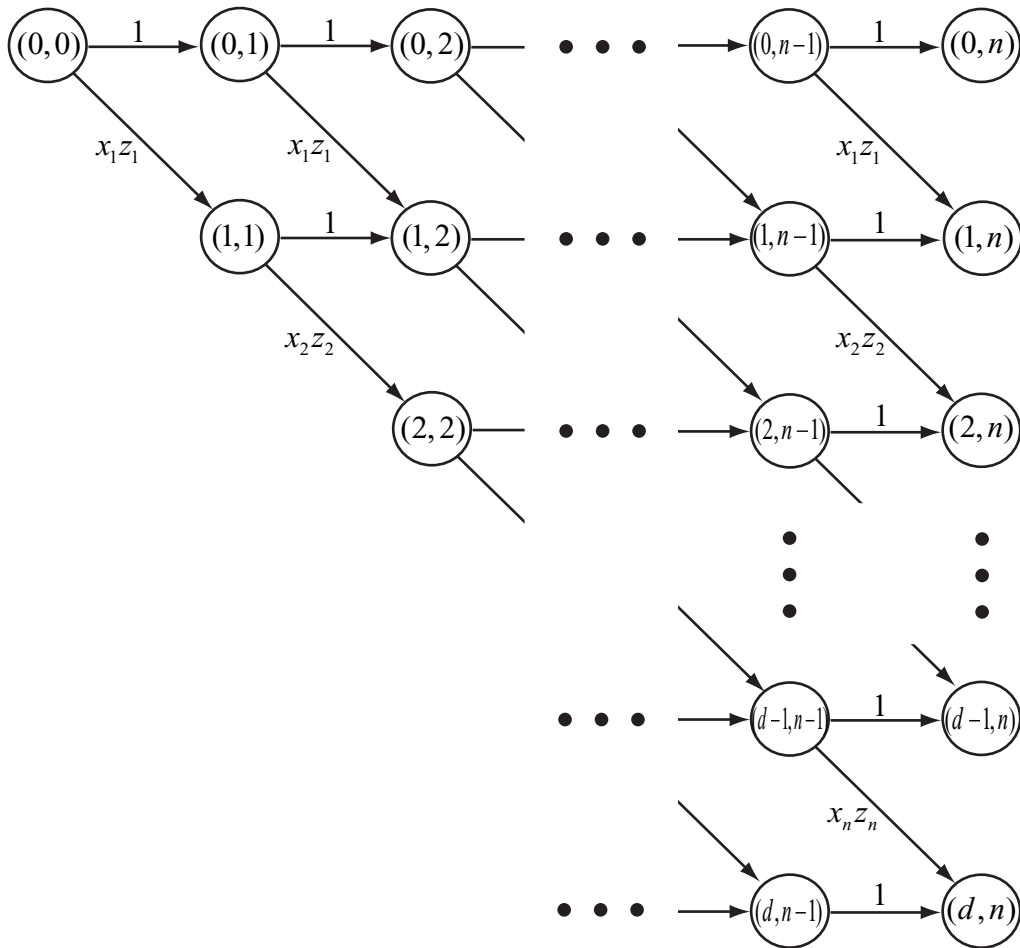 1 1 1
(0,0) (0,1) (0,2) • • • (0,n−1) (0,n)
x₁z₁ x₁z₁ x₁z₁
1 1
(1,1) (1,2) • • • (1,n−1) (1,n)
x₂z₂ x₂z₂
1
(2,2) • • • (2,n−1) (2,n)
1
(d−1,n−1) (d−1,n)
xₙzₙ
1
(d,n−1) (d,n)